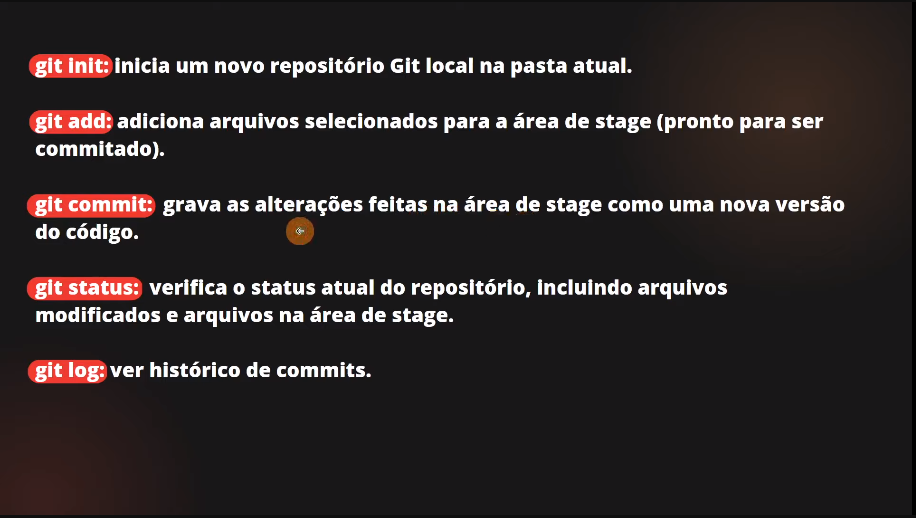 git init: inicia um novo repositório Git local na pasta atual.
git add: adiciona arquivos selecionados para a área de stage (pronto para ser
commitado).
git commit: grava as alterações feitas na área de stage como uma nova versão
do código.
git status: verifica o status atual do repositório, incluindo arquivos
modificados e arquivos na área de stage.
git log: ver histórico de commits.